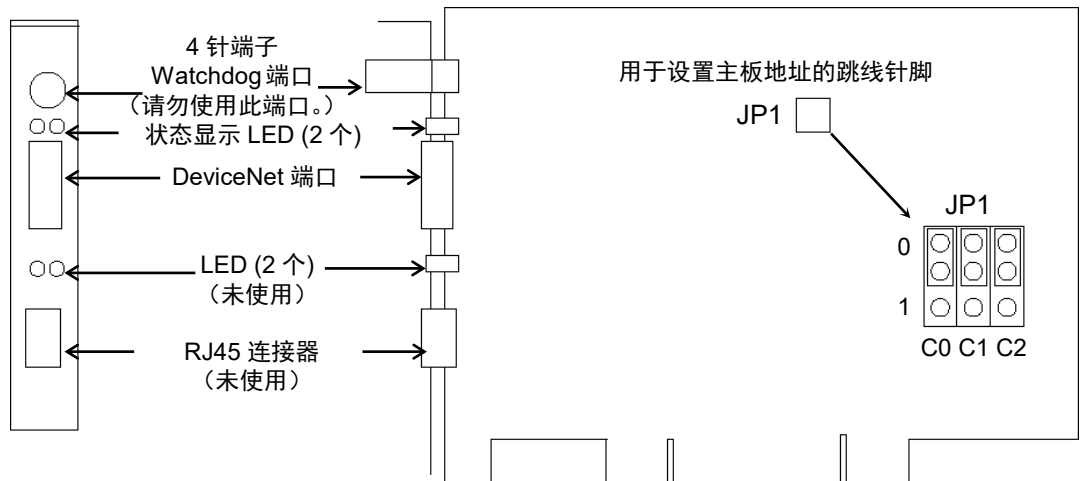 4 针端子
Watchdog 端口
（请勿使用此端口。）
状态显示 LED (2 个)
DeviceNet 端口
LED (2 个)
（未使用）
RJ45 连接器
（未使用）
用于设置主板地址的跳线针脚
JP1
JP1
0
1
C0 C1 C2